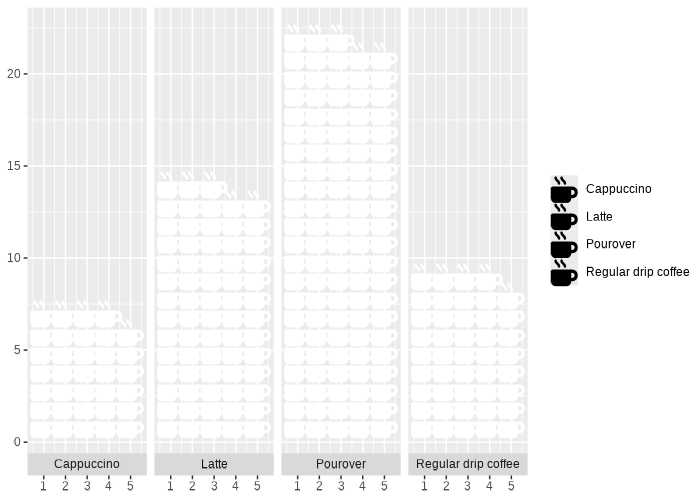 20
15
10
5
0
Cappuccino
Latte
Pourover
Regular drip coffee
Cappuccino Latte Pourover Regular drip coffee
1 2 3 4 5 1 2 3 4 5 1 2 3 4 5 1 2 3 4 5